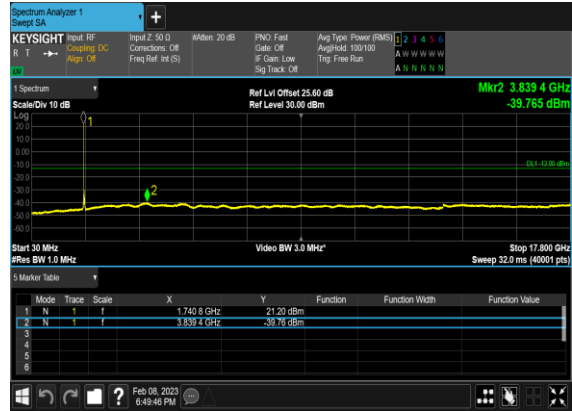 Spectrum Analyzer 1
Swept SA
+
KEYSIGHT Input: RF Input Z: 50 Ω #Atten: 20 dB PNO: Fast Avg Type: Power (RMS) 1 2 3 4 5 6
R T Coupling: DC Corrections: Off Gate: Off Avg|Hold: 100/100 A W W W W W
Align: Off Freq Ref: Int (S) IF Gain: Low Trig: Free Run
Sig Track: Off A N N N N N
1 Spectrum Ref Lvl Offset 25.60 dB Mkr2 3.839 4 GHz
Scale/Div 10 dB Ref Level 30.00 dBm -39.765 dBm
Log
20.0
10.0
0.00
-10.0
-20.0
-30.0
-40.0
-50.0
-60.0
1
2
DL1 -13.00 dBm
Start 30 MHz Video BW 3.0 MHz* Stop 17.800 GHz
#Res BW 1.0 MHz Sweep 32.0 ms (40001 pts)
5 Marker Table
Mode Trace Scale X Y Function Function Width Function Value
1 N 1 f 1.740 8 GHz 21.20 dBm
2 N 1 f 3.839 4 GHz -39.76 dBm
3
4
5
6
? Feb 08, 2023
6:49:46 PM